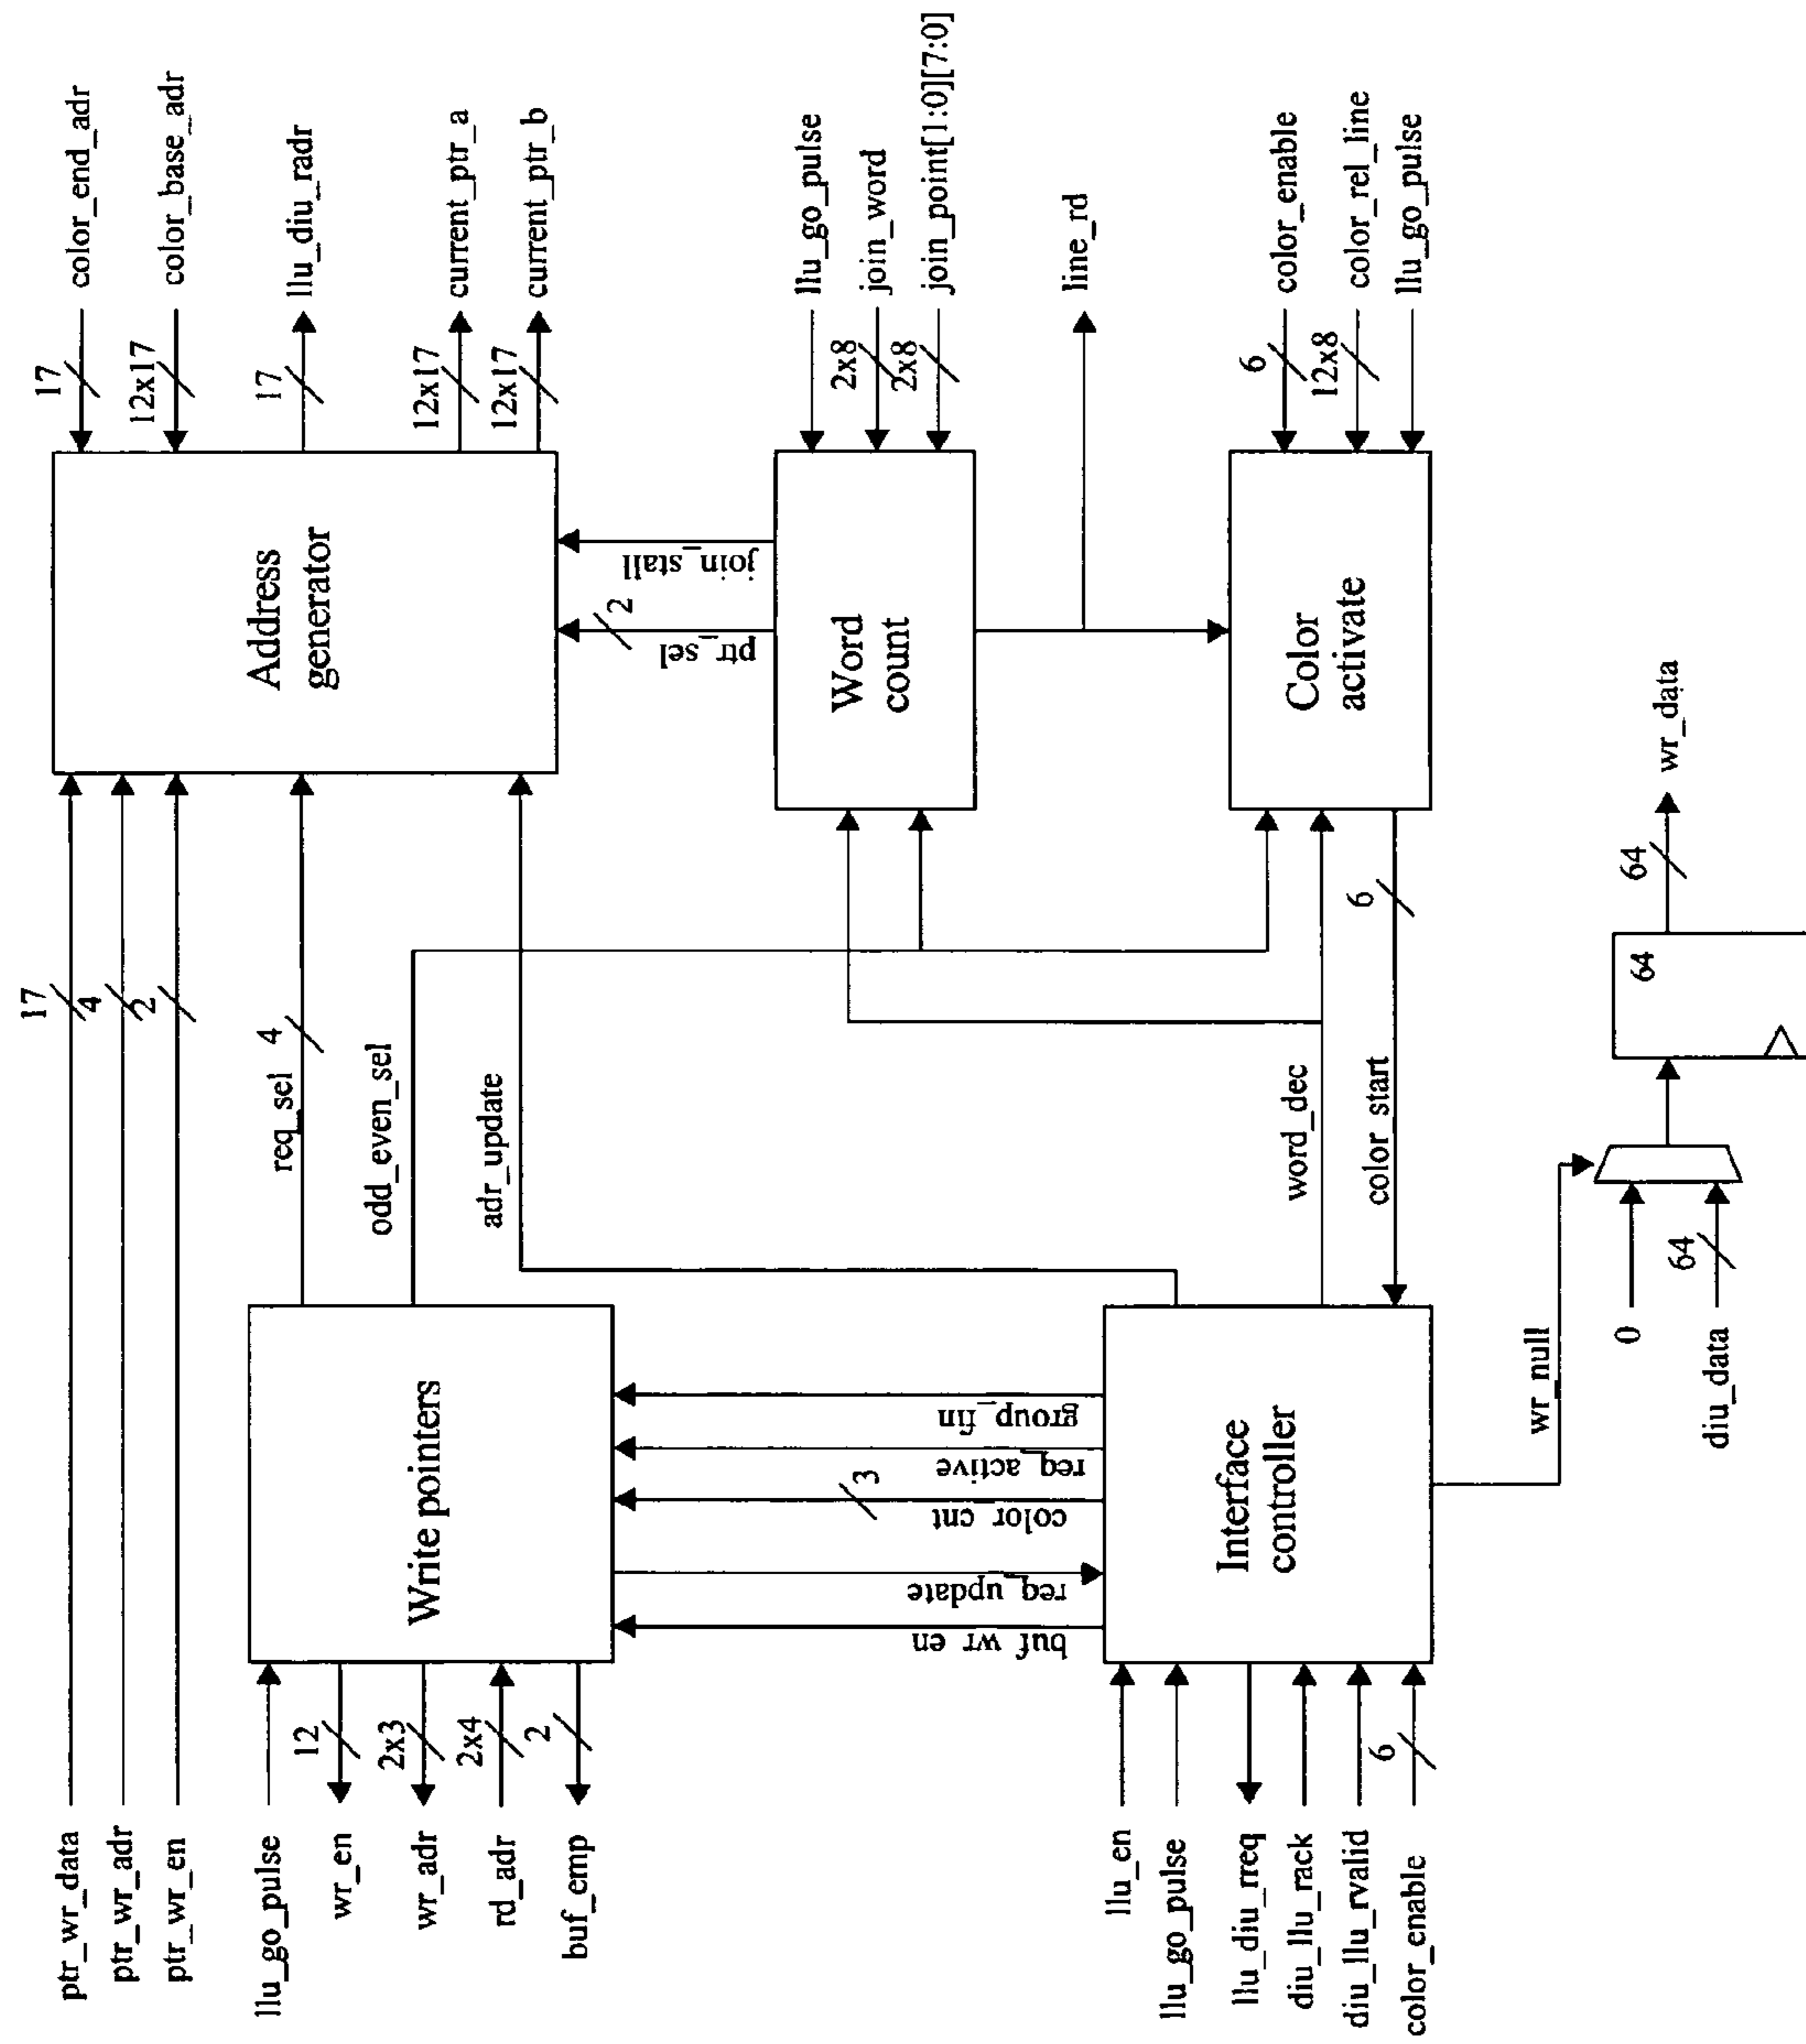 ptr_wr_data
17
color_end_adr
17
ptr_wr_adr
4
ptr_wr_en
2
color_base_adr
12x17
Address
generator
llu_diu_radr
17
current_ptr_a
12x17
current_ptr_b
12x17
req_sel
4
odd_even_sel
adr_update
llu_go_pulse
wr_en
12
wr_adr
2x3
rd_adr
2x4
buf_emp
2
Write pointers
ptr_sel
2
join_stall
Word
count
llu_go_pulse
join_word
2x8
join_point[1:0][7:0]
2x8
line_rd
buf_wr_en
req_update
color_cnt
3
req_active
group_fin
llu_en
llu_go_pulse
llu_diu_rreq
diu_llu_rack
diu_llu_rvalid
color_enable
6
Interface
controller
word_dec
color_start
6
Color
activate
color_enable
6
color_rel_line
12x8
llu_go_pulse
wr_null
0
diu_data
64
64
wr_data
64